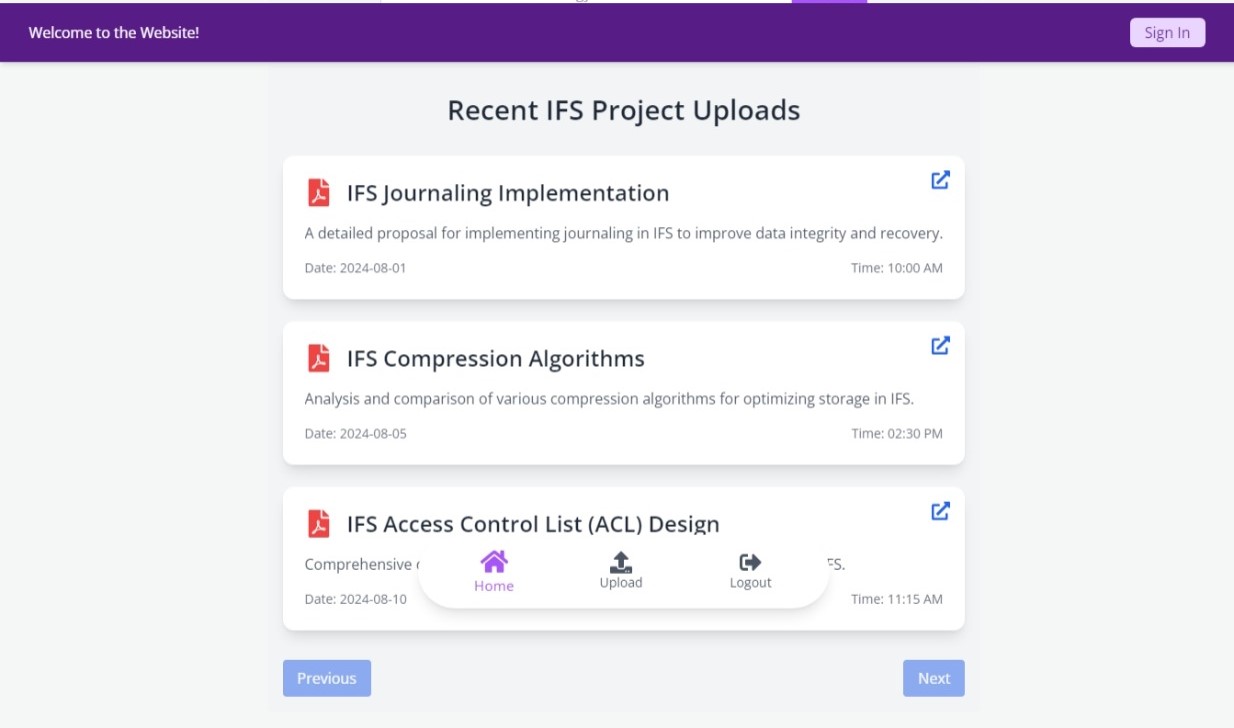 Welcome to the Website!
Sign In
Recent IFS Project Uploads
IFS Journaling Implementation
A detailed proposal for implementing journaling in IFS to improve data integrity and recovery.
Date: 2024-08-01
Time: 10:00 AM
IFS Compression Algorithms
Analysis and comparison of various compression algorithms for optimizing storage in IFS.
Date: 2024-08-05
Time: 02:30 PM
IFS Access Control List (ACL) Design
Comprehensive
Home
Upload
Logout
Date: 2024-08-10
Time: 11:15 AM
Previous
Next